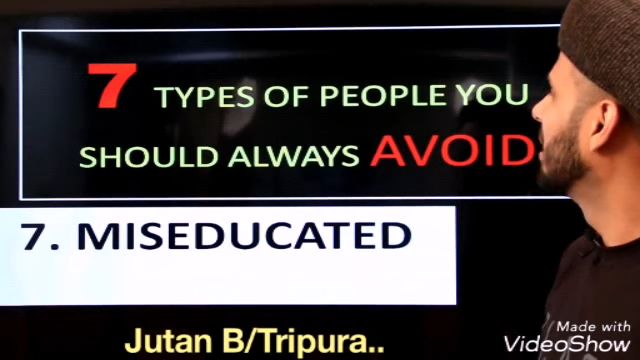 7 TYPES OF PEOPLE YOU
SHOULD ALWAYS AVOID
7. MISEDUCATED
Jutan B/Tripura..
Made with
VideoShow